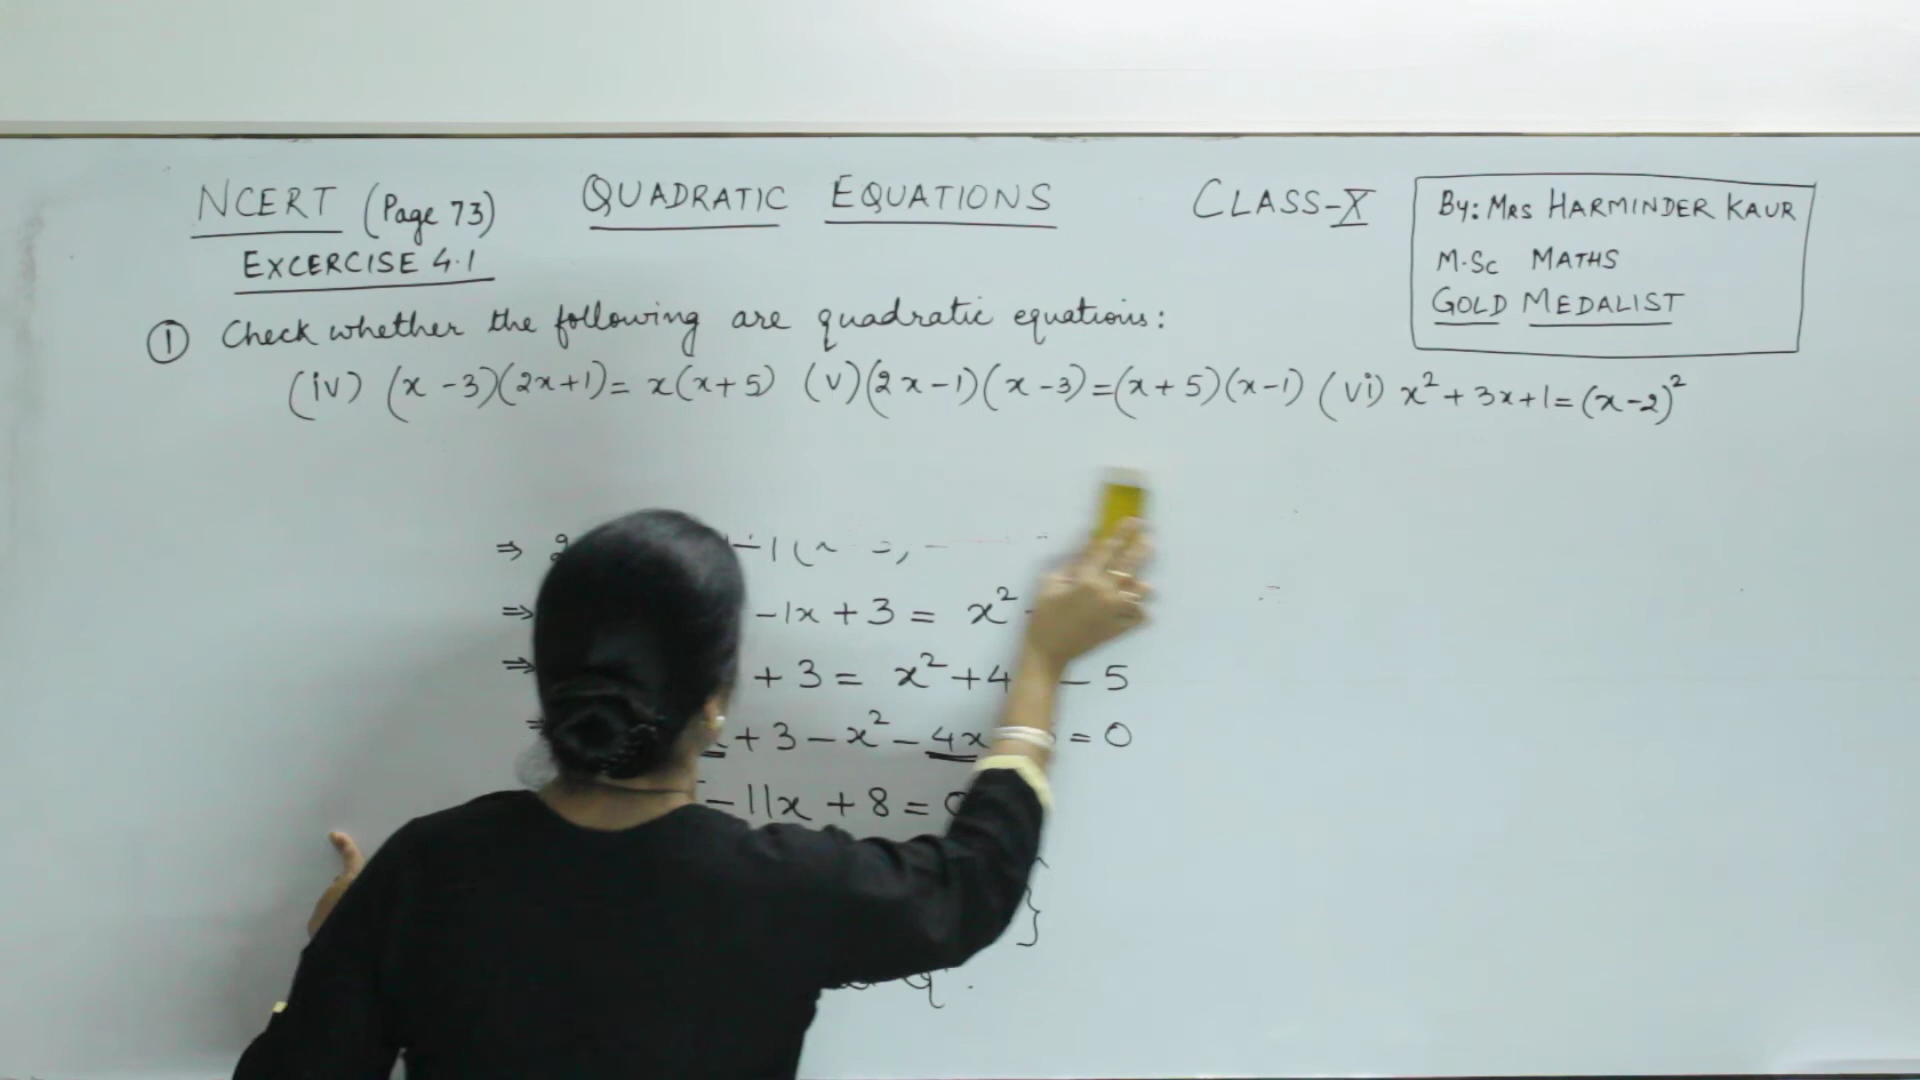 NCERT (Page 73) QUADRATIC EQUATIONS CLASS-X
EXCERCISE 4.1
By: MRS HARMINDER KAUR
M.Sc MATHS
GOLD MEDALIST
① Check whether the following are quadratic equations:
(iv) (x - 3)(2x+1) = x(x+5) (v) (2x-1)(x-3) = (x+5)(x-1) (vi) x² + 3x+1 = (x-2)²
⇒
⇒ -1x + 3 = x²
⇒ + 3 = x² + 4 - 5
+ 3 - x² - 4x = 0
- 11x + 8 =
}